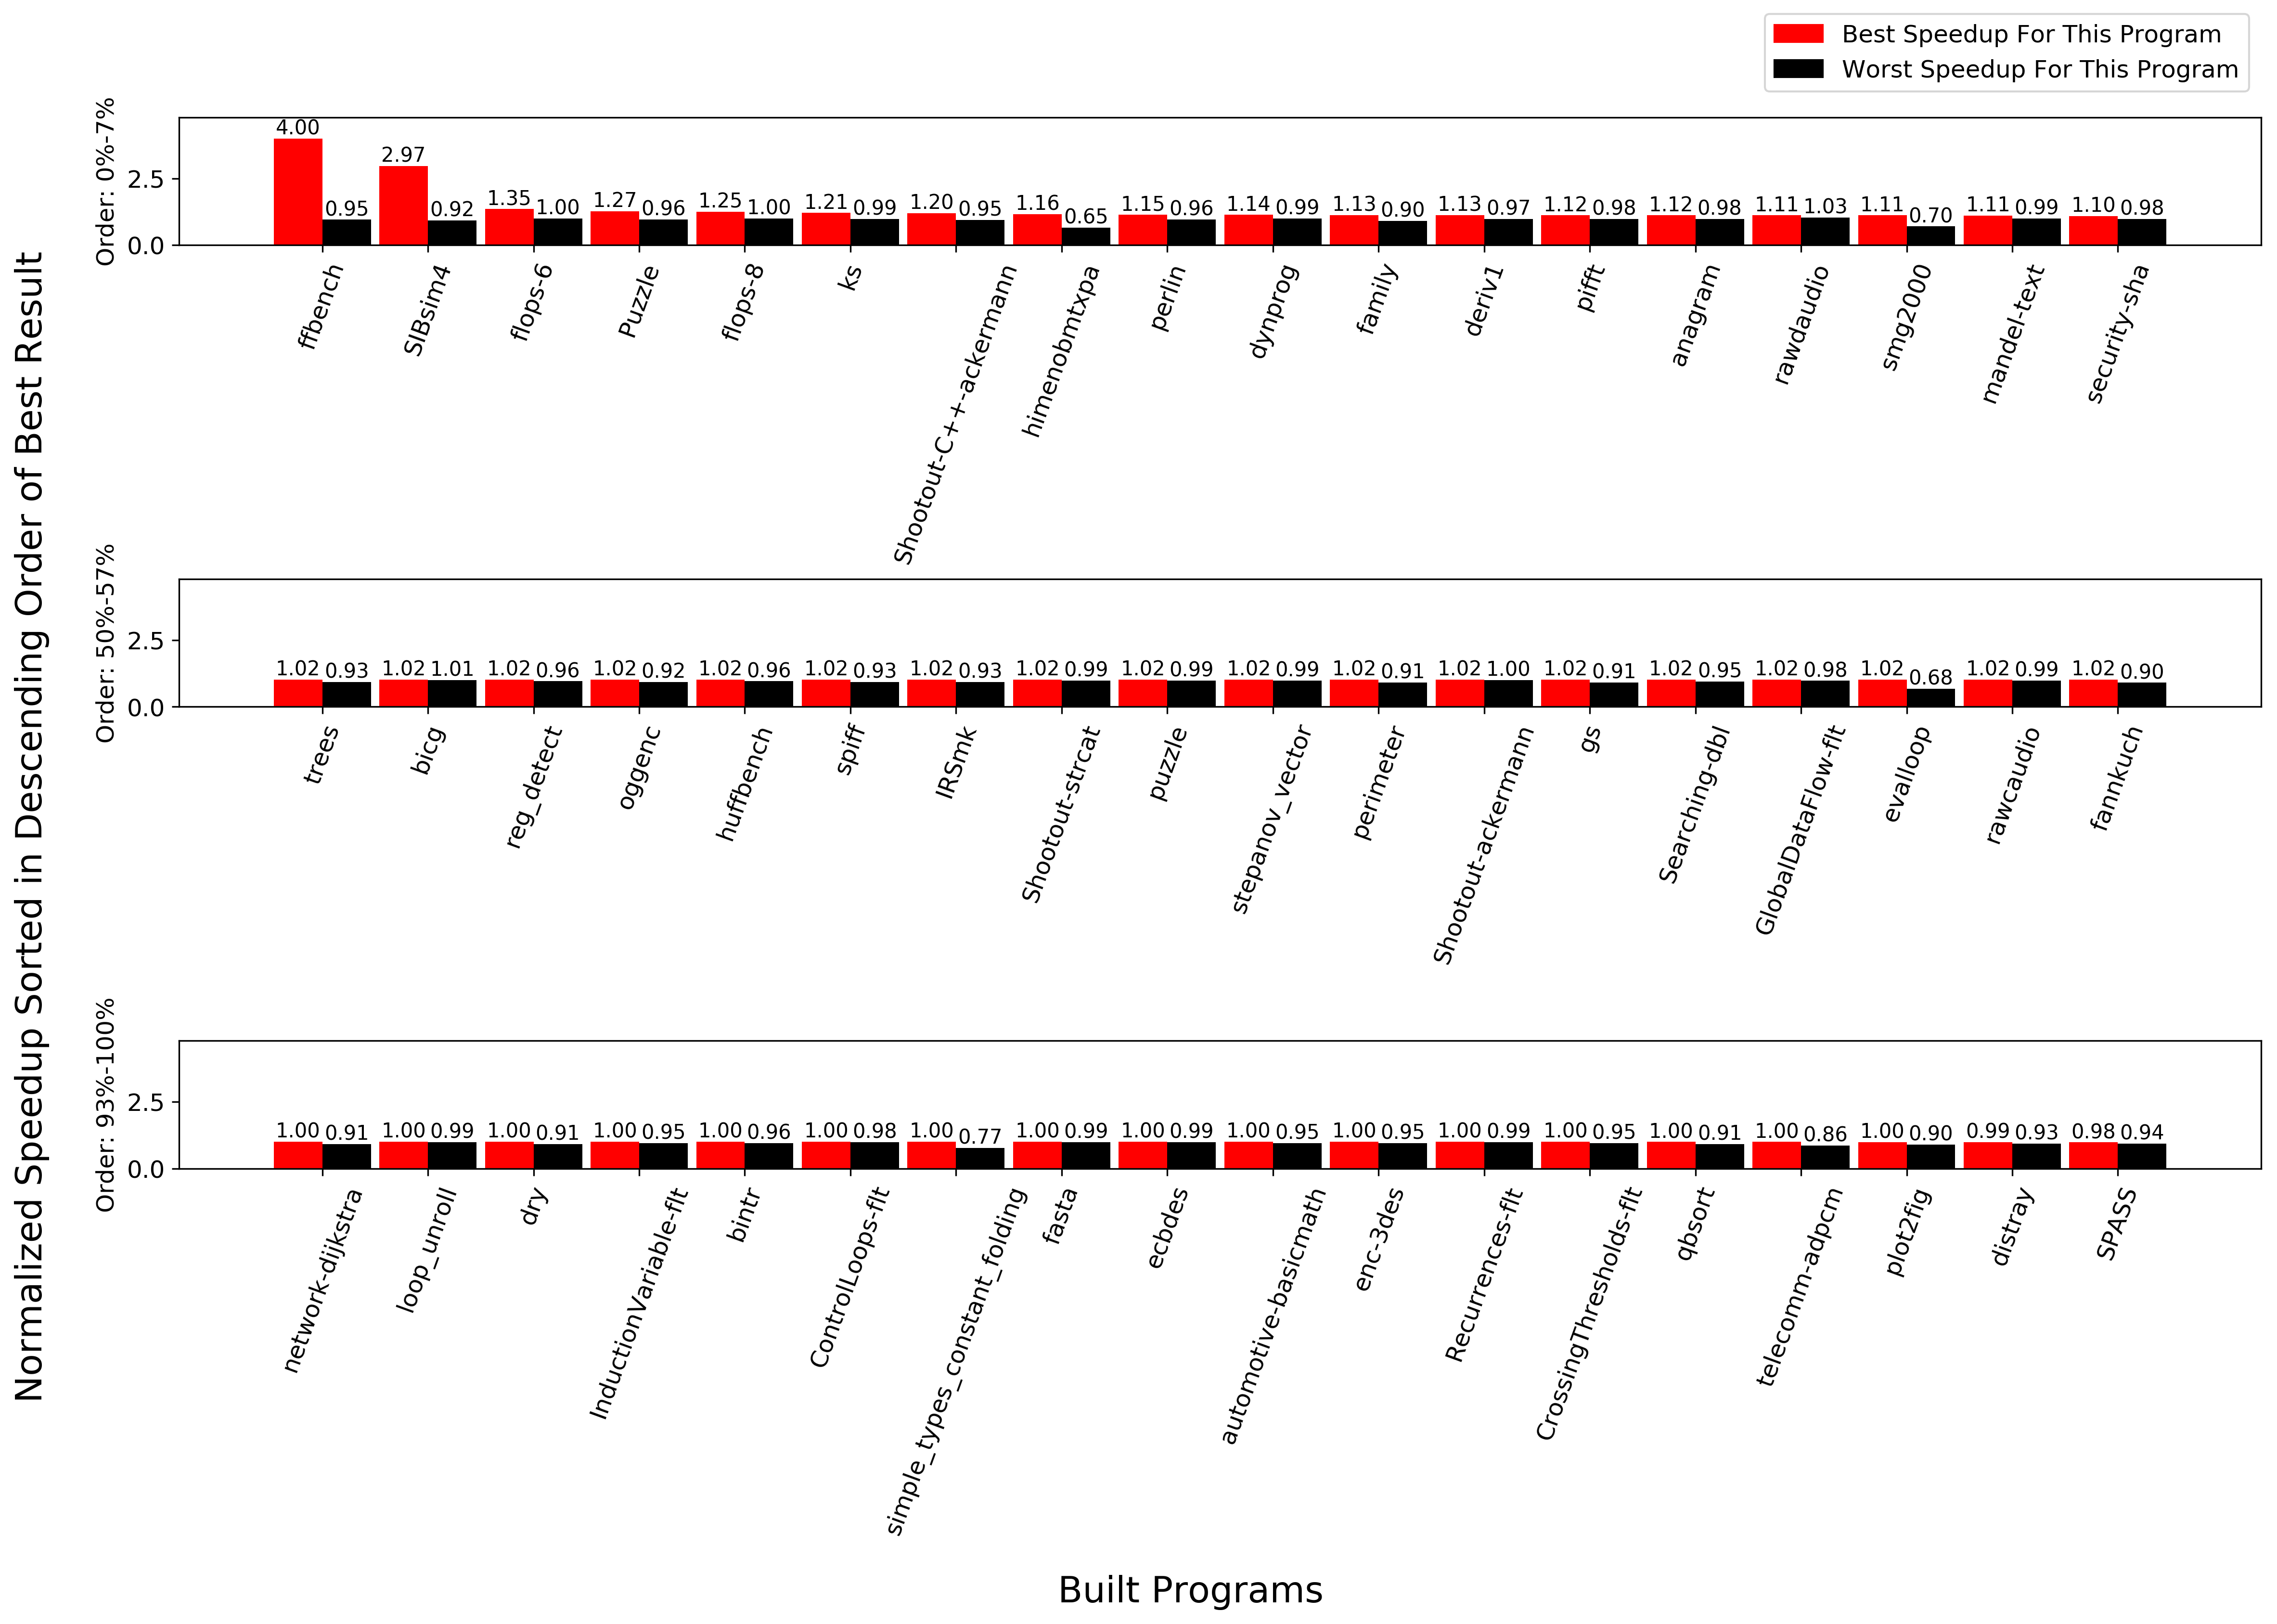 Best Speedup For This Program
Worst Speedup For This Program
Normalized Speedup Sorted in Descending Order of Best Result
Order: 0%-7%
2.5
0.0
4.00 0.95 2.97 0.92 1.35 1.00 1.27 0.96 1.25 1.00 1.21 0.99 1.20 0.95 1.16 0.65 1.15 0.96 1.14 0.99 1.13 0.90 1.13 0.97 1.12 0.98 1.12 0.98 1.11 1.03 1.11 0.70 1.11 0.99 1.10 0.98
ffbench
SIBsim4
flops-6
Puzzle
flops-8
ks
Shootout-C++-ackermann
himenobmtxpa
perlin
dynprog
family
deriv1
pifft
anagram
rawdaudio
smg2000
mandel-text
security-sha
Order: 50%-57%
2.5
0.0
1.02 0.93 1.02 1.01 1.02 0.96 1.02 0.92 1.02 0.96 1.02 0.93 1.02 0.93 1.02 0.99 1.02 0.99 1.02 0.99 1.02 0.91 1.02 1.00 1.02 0.91 1.02 0.95 1.02 0.98 1.02 0.68 1.02 0.99 1.02 0.90
trees
bicg
reg_detect
oggenc
huffbench
spiff
IRSmk
Shootout-strcat
puzzle
stepanov_vector
perimeter
Shootout-ackermann
gs
Searching-dbl
GlobalDataFlow-flt
evalloop
rawcaudio
fannkuch
Order: 93%-100%
2.5
0.0
1.00 0.91 1.00 0.99 1.00 0.91 1.00 0.95 1.00 0.96 1.00 0.98 1.00 0.77 1.00 0.99 1.00 0.99 1.00 0.95 1.00 0.95 1.00 0.99 1.00 0.95 1.00 0.91 1.00 0.86 1.00 0.90 0.99 0.93 0.98 0.94
network-dijkstra
loop_unroll
dry
InductionVariable-flt
bintr
ControlLoops-flt
simple_types_constant_folding
fasta
ecbdes
automotive-basicmath
enc-3des
Recurrences-flt
CrossingThresholds-flt
qbsort
telecomm-adpcm
plot2fig
distray
SPASS
Built Programs